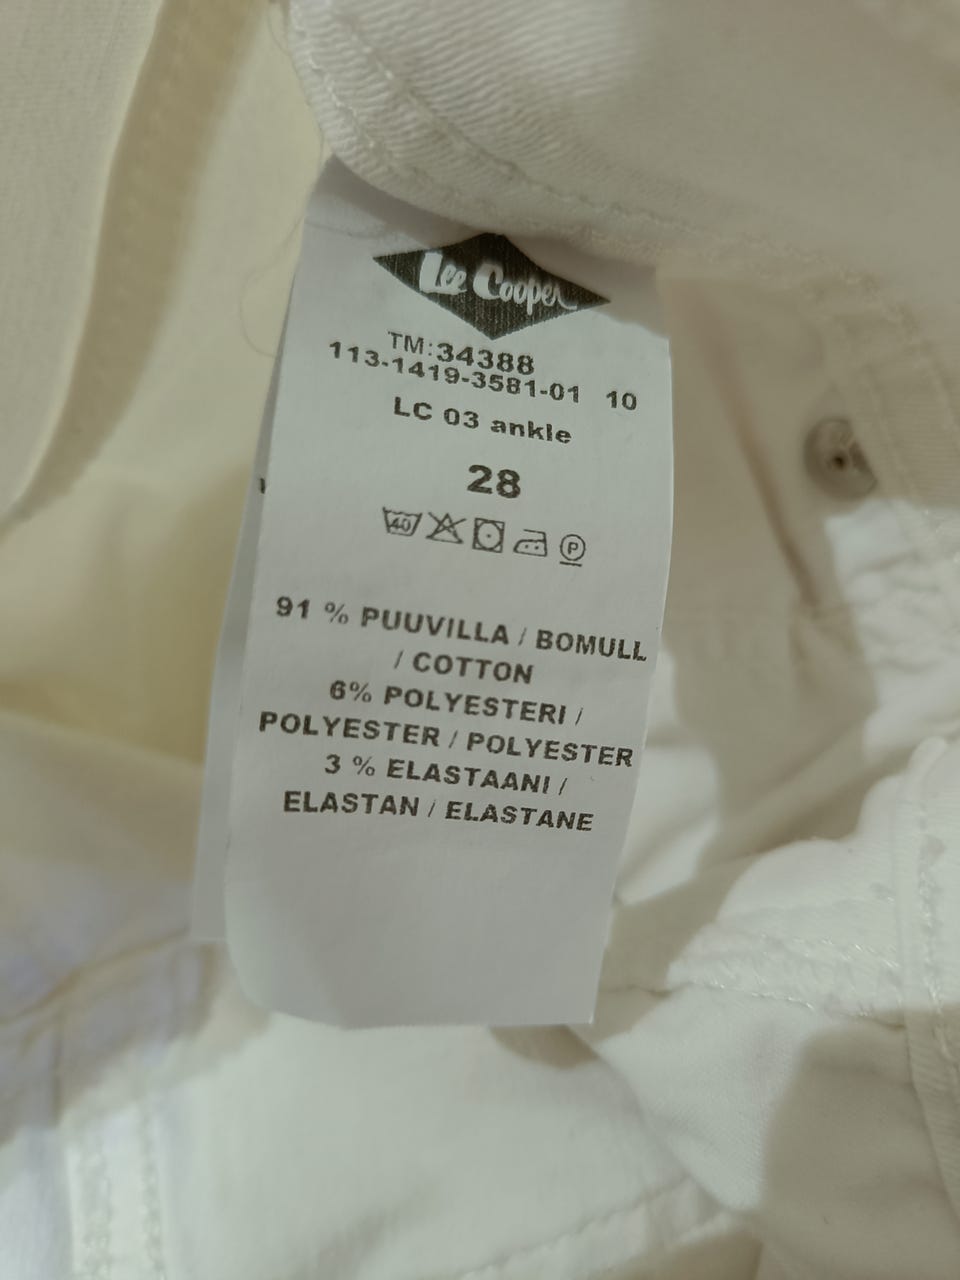 Lee Cooper
TM:34388
113-1419-3581-01 10
LC 03 ankle
28
40 P
91 % PUUVILLA / BOMULL
/ COTTON
6% POLYESTERI /
POLYESTER / POLYESTER
3 % ELASTAANI /
ELASTAN / ELASTANE